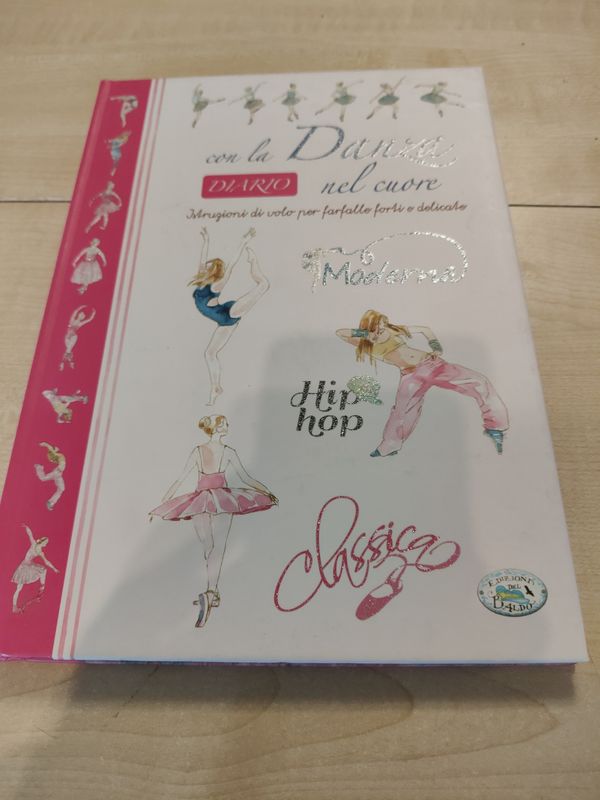 con la Danza
DIARIO nel cuore
Istruzioni di volo per farfalle forti e delicate
Moderna
Hip
hop
Classica
EDIZIONI
DEL
BALDO